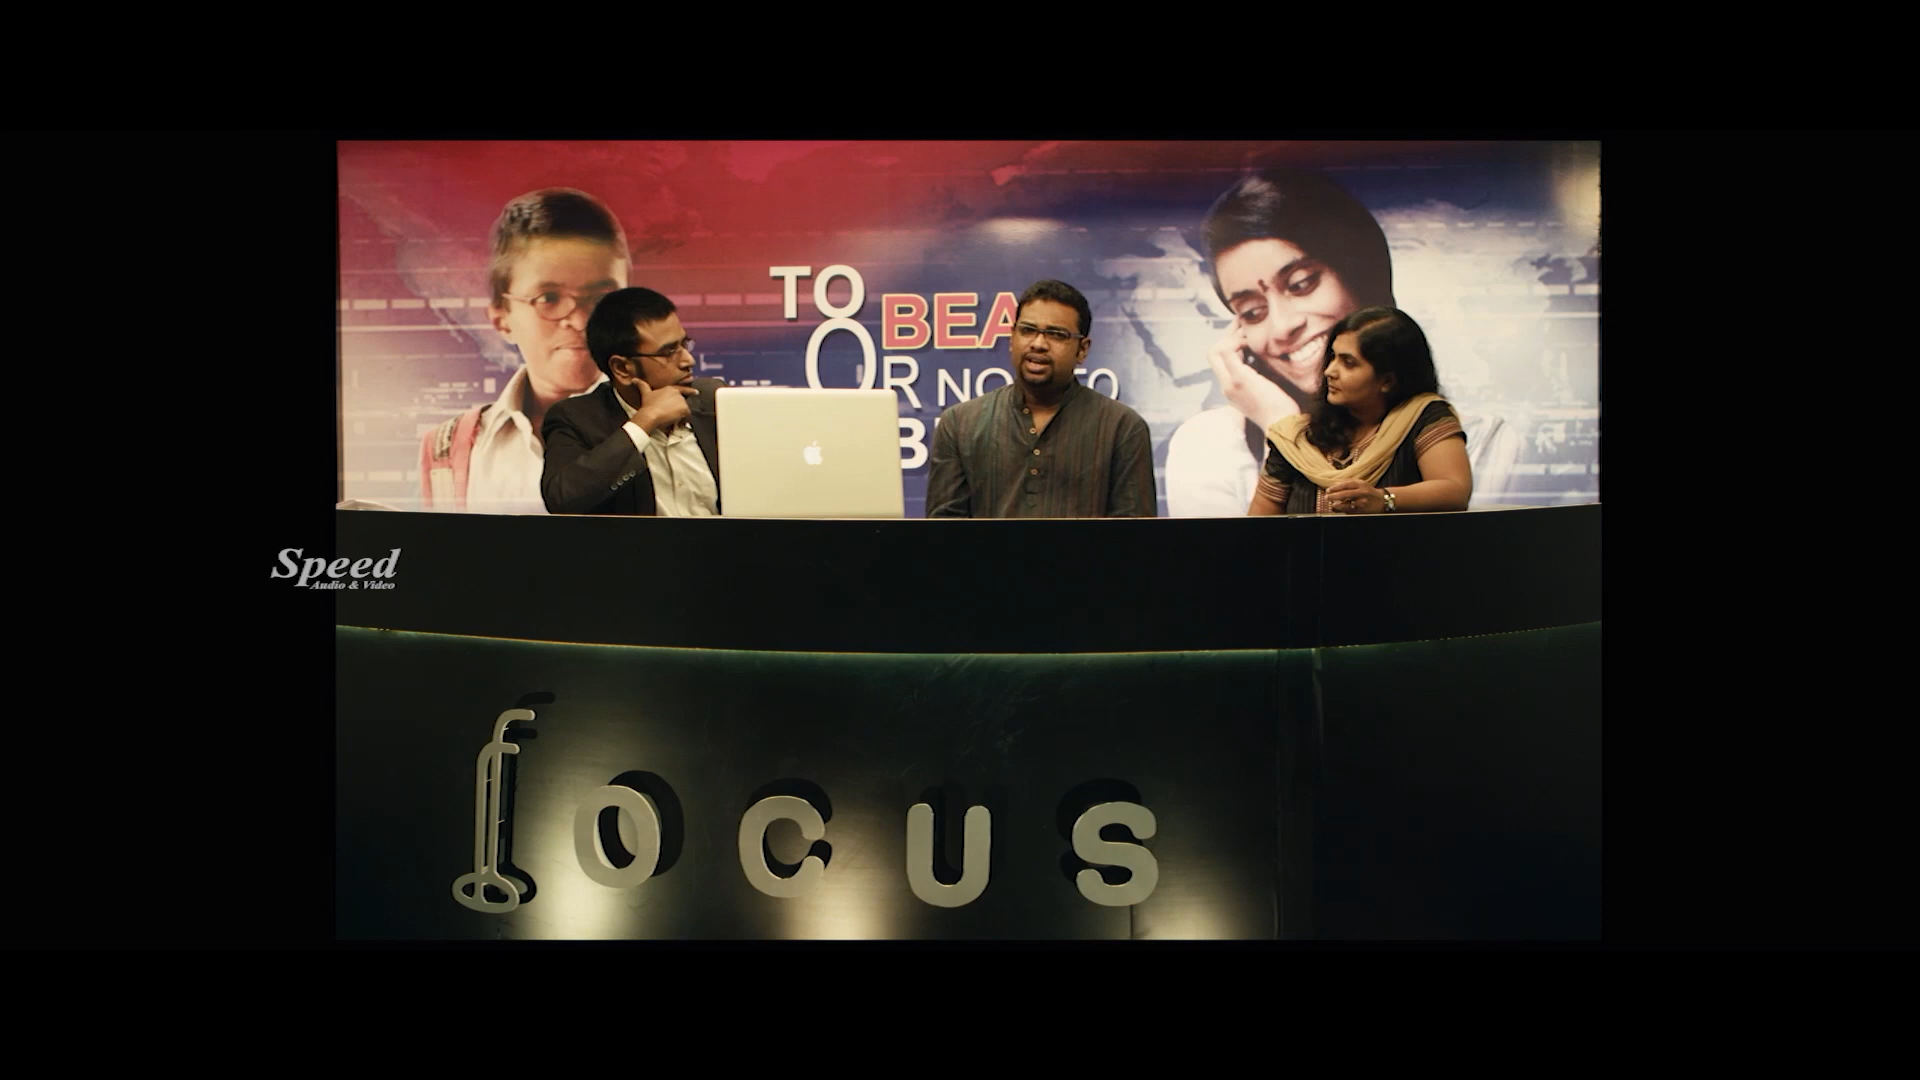 TO
BEA
OR NO TO
B
Speed
Audio & Video
focus